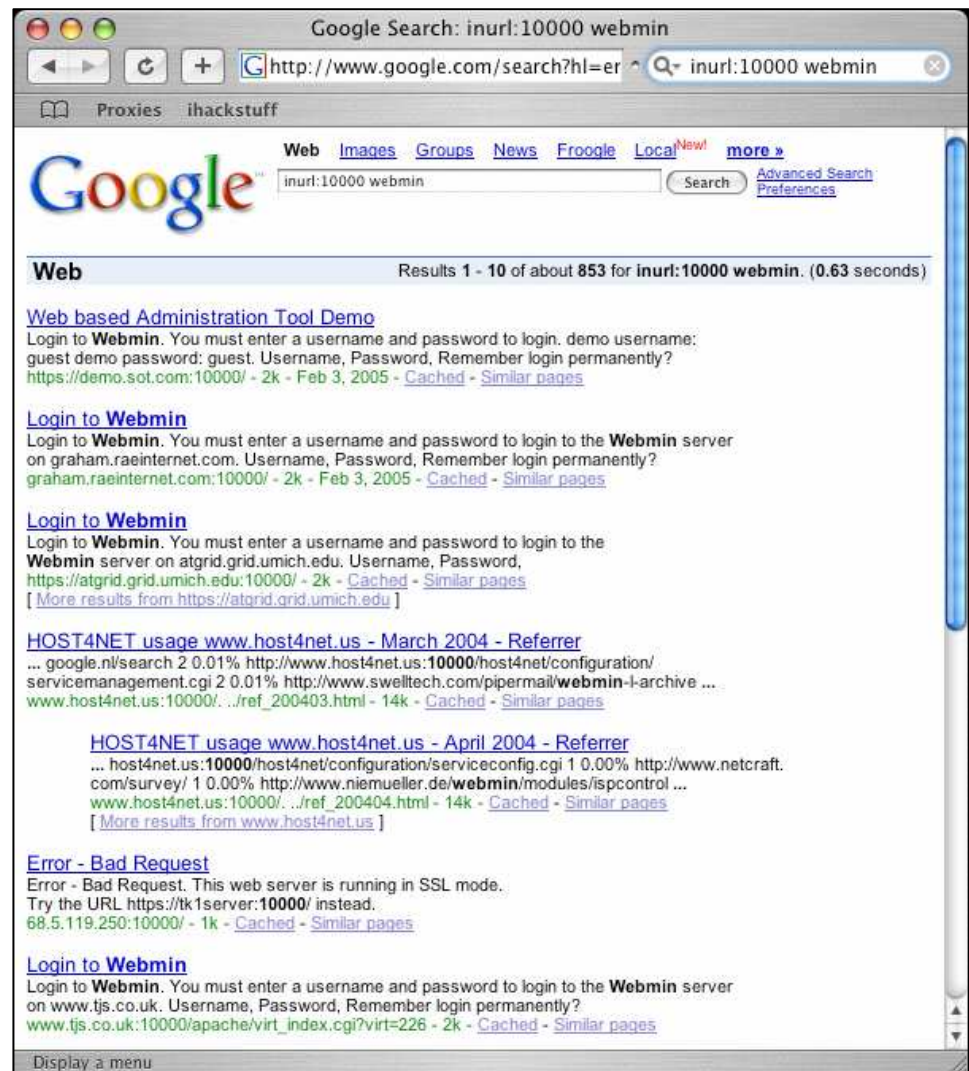 Google Search: inurl:10000 webmin
http://www.google.com/search?hl=er
inurl:10000 webmin
Proxies ihackstuff
Google
Web Images Groups News Froogle Local New! more »
inurl:10000 webmin
Search
Advanced Search
Preferences
Web
Results 1 - 10 of about 853 for inurl:10000 webmin. (0.63 seconds)
Web based Administration Tool Demo
Login to Webmin. You must enter a username and password to login. demo username:
guest demo password: guest. Username, Password, Remember login permanently?
https://demo.sot.com:10000/ - 2k - Feb 3, 2005 - Cached - Similar pages
Login to Webmin
Login to Webmin. You must enter a username and password to login to the Webmin server
on graham.raeinternet.com. Username, Password, Remember login permanently?
graham.raeinternet.com:10000/ - 2k - Feb 3, 2005 - Cached - Similar pages
Login to Webmin
Login to Webmin. You must enter a username and password to login to the
Webmin server on atgrid.grid.umich.edu. Username, Password,
https://atgrid.grid.umich.edu:10000/ - 2k - Cached - Similar pages
[ More results from https://atgrid.grid.umich.edu ]
HOST4NET usage www.host4net.us - March 2004 - Referrer
... google.nl/search 2 0.01% http://www.host4net.us:10000/host4net/configuration/
servicemanagement.cgi 2 0.01% http://www.swelltech.com/pipermail/webmin-l-archive ...
www.host4net.us:10000/. ../ref_200403.html - 14k - Cached - Similar pages
HOST4NET usage www.host4net.us - April 2004 - Referrer
... host4net.us:10000/host4net/configuration/serviceconfig.cgi 1 0.00% http://www.netcraft.
com/survey/ 1 0.00% http://www.niemueller.de/webmin/modules/ispcontrol ...
www.host4net.us:10000/. ../ref_200404.html - 14k - Cached - Similar pages
[ More results from www.host4net.us ]
Error - Bad Request
Error - Bad Request. This web server is running in SSL mode.
Try the URL https://tk1server:10000/ instead.
68.5.119.250:10000/ - 1k - Cached - Similar pages
Login to Webmin
Login to Webmin. You must enter a username and password to login to the Webmin server
on www.tjs.co.uk. Username, Password, Remember login permanently?
www.tjs.co.uk:10000/apache/virt_index.cgi?virt=226 - 2k - Cached - Similar pages
Display a menu